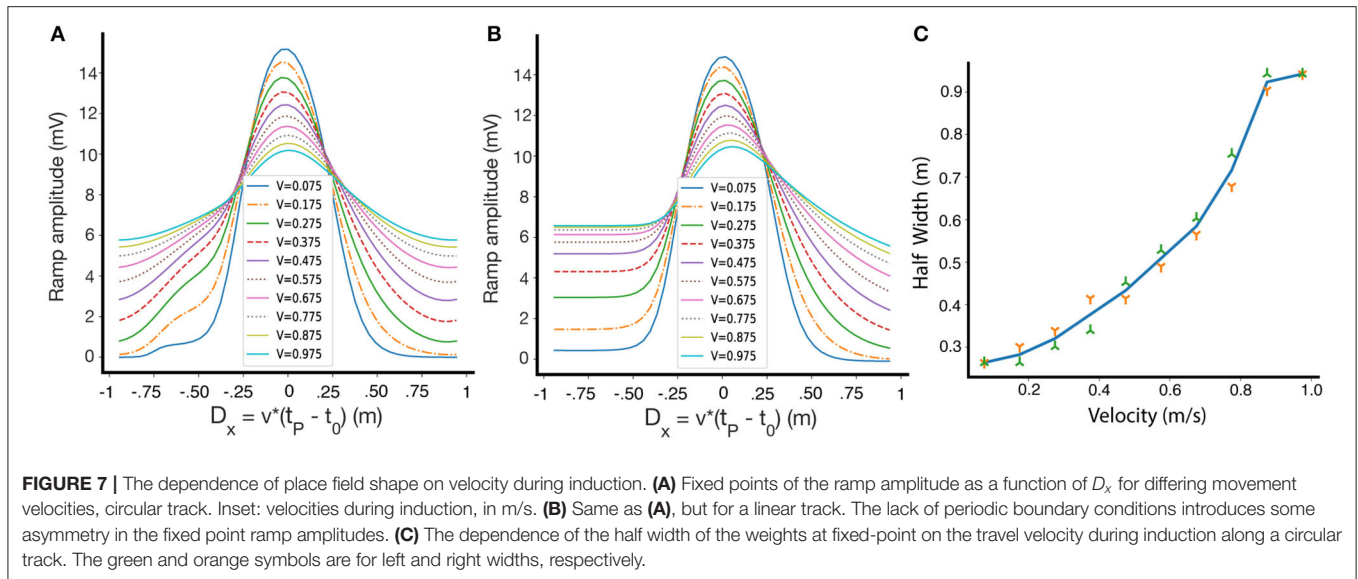 A
Ramp amplitude (mV)
14
12
10
8
6
4
2
0
V=0.075
V=0.175
V=0.275
V=0.375
V=0.475
V=0.575
V=0.675
V=0.775
V=0.875
V=0.975
-1 -.75 -.50 -.25 0 .25 .50 .75 1
D_x = v*(t_P - t_0) (m)
B
Ramp amplitude (mV)
14
12
10
8
6
4
2
0
V=0.075
V=0.175
V=0.275
V=0.375
V=0.475
V=0.575
V=0.675
V=0.775
V=0.875
V=0.975
-1 -.75 -.50 -.25 0 .25 .50 .75 1
D_x = v*(t_P - t_0) (m)
C
Half Width (m)
0.9
0.8
0.7
0.6
0.5
0.4
0.3
0.2 0.4 0.6 0.8 1.0
Velocity (m/s)
FIGURE 7 | The dependence of place field shape on velocity during induction. (A) Fixed points of the ramp amplitude as a function of D_x for differing movement
velocities, circular track. Inset: velocities during induction, in m/s. (B) Same as (A), but for a linear track. The lack of periodic boundary conditions introduces some
asymmetry in the fixed point ramp amplitudes. (C) The dependence of the half width of the weights at fixed-point on the travel velocity during induction along a circular
track. The green and orange symbols are for left and right widths, respectively.